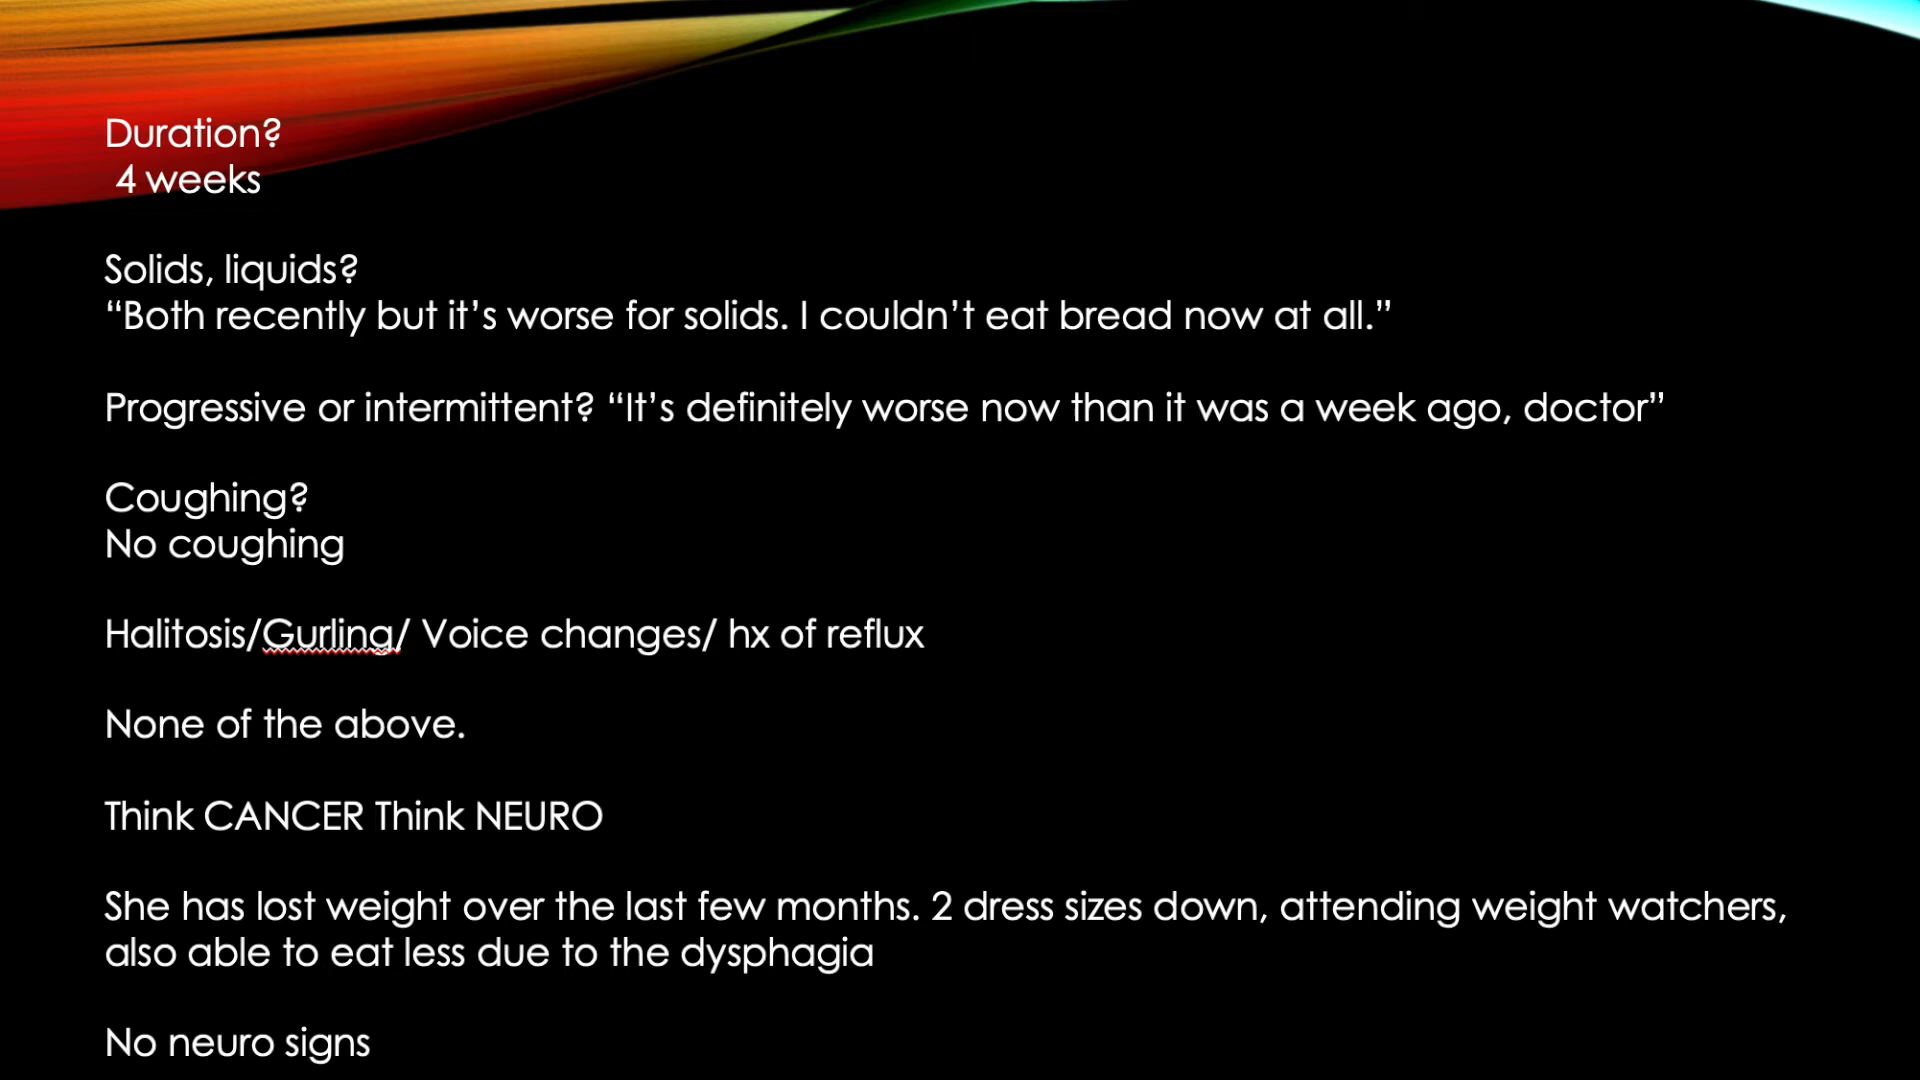 Duration?
4 weeks
Solids, liquids?
“Both recently but it’s worse for solids. I couldn’t eat bread now at all.”
Progressive or intermittent? “It’s definitely worse now than it was a week ago, doctor”
Coughing?
No coughing
Halitosis/Gurling/ Voice changes/ hx of reflux
None of the above.
Think CANCER Think NEURO
She has lost weight over the last few months. 2 dress sizes down, attending weight watchers,
also able to eat less due to the dysphagia
No neuro signs